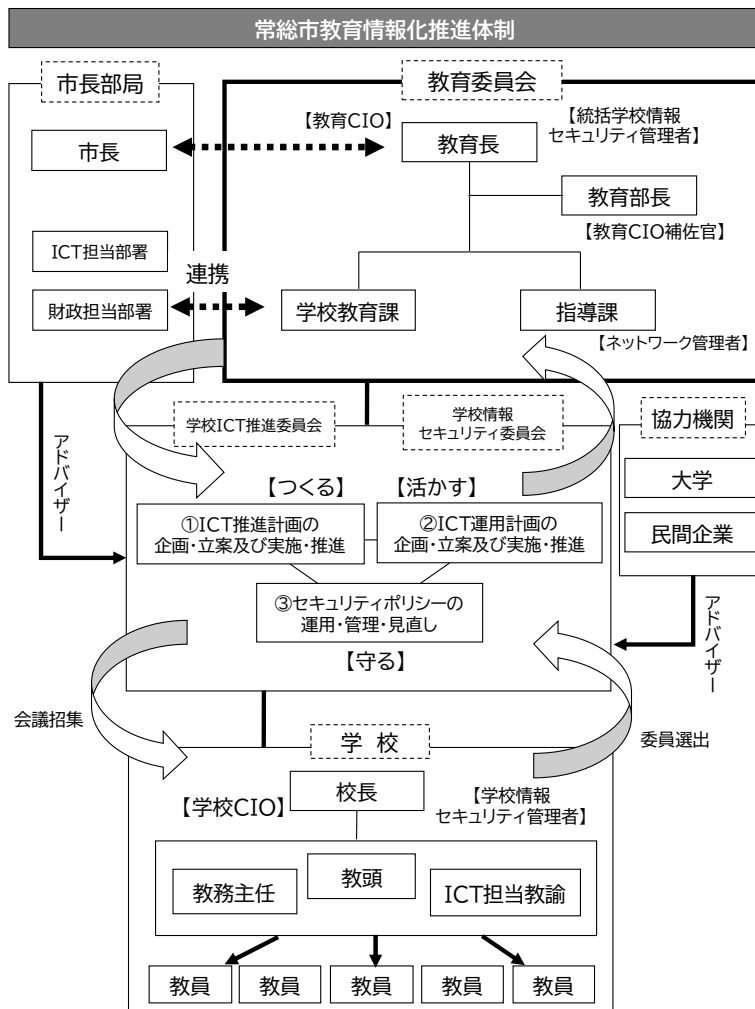 常総市教育情報化推進体制
市長部局
教育委員会
【教育CIO】
【統括学校情報
セキュリティ管理者】
市長
教育長
教育部長
【教育CIO補佐官】
ICT担当部署
連携
財政担当部署
学校教育課
指導課
【ネットワーク管理者】
学校ICT推進委員会
学校情報
セキュリティ委員会
協力機関
大学
民間企業
アドバイザー
【つくる】
【活かす】
①ICT推進計画の
企画・立案及び実施・推進
②ICT運用計画の
企画・立案及び実施・推進
③セキュリティポリシーの
運用・管理・見直し
【守る】
アドバイザー
会議招集
委員選出
学 校
校長
【学校CIO】
【学校情報
セキュリティ管理者】
教務主任
教頭
ICT担当教諭
教員
教員
教員
教員
教員